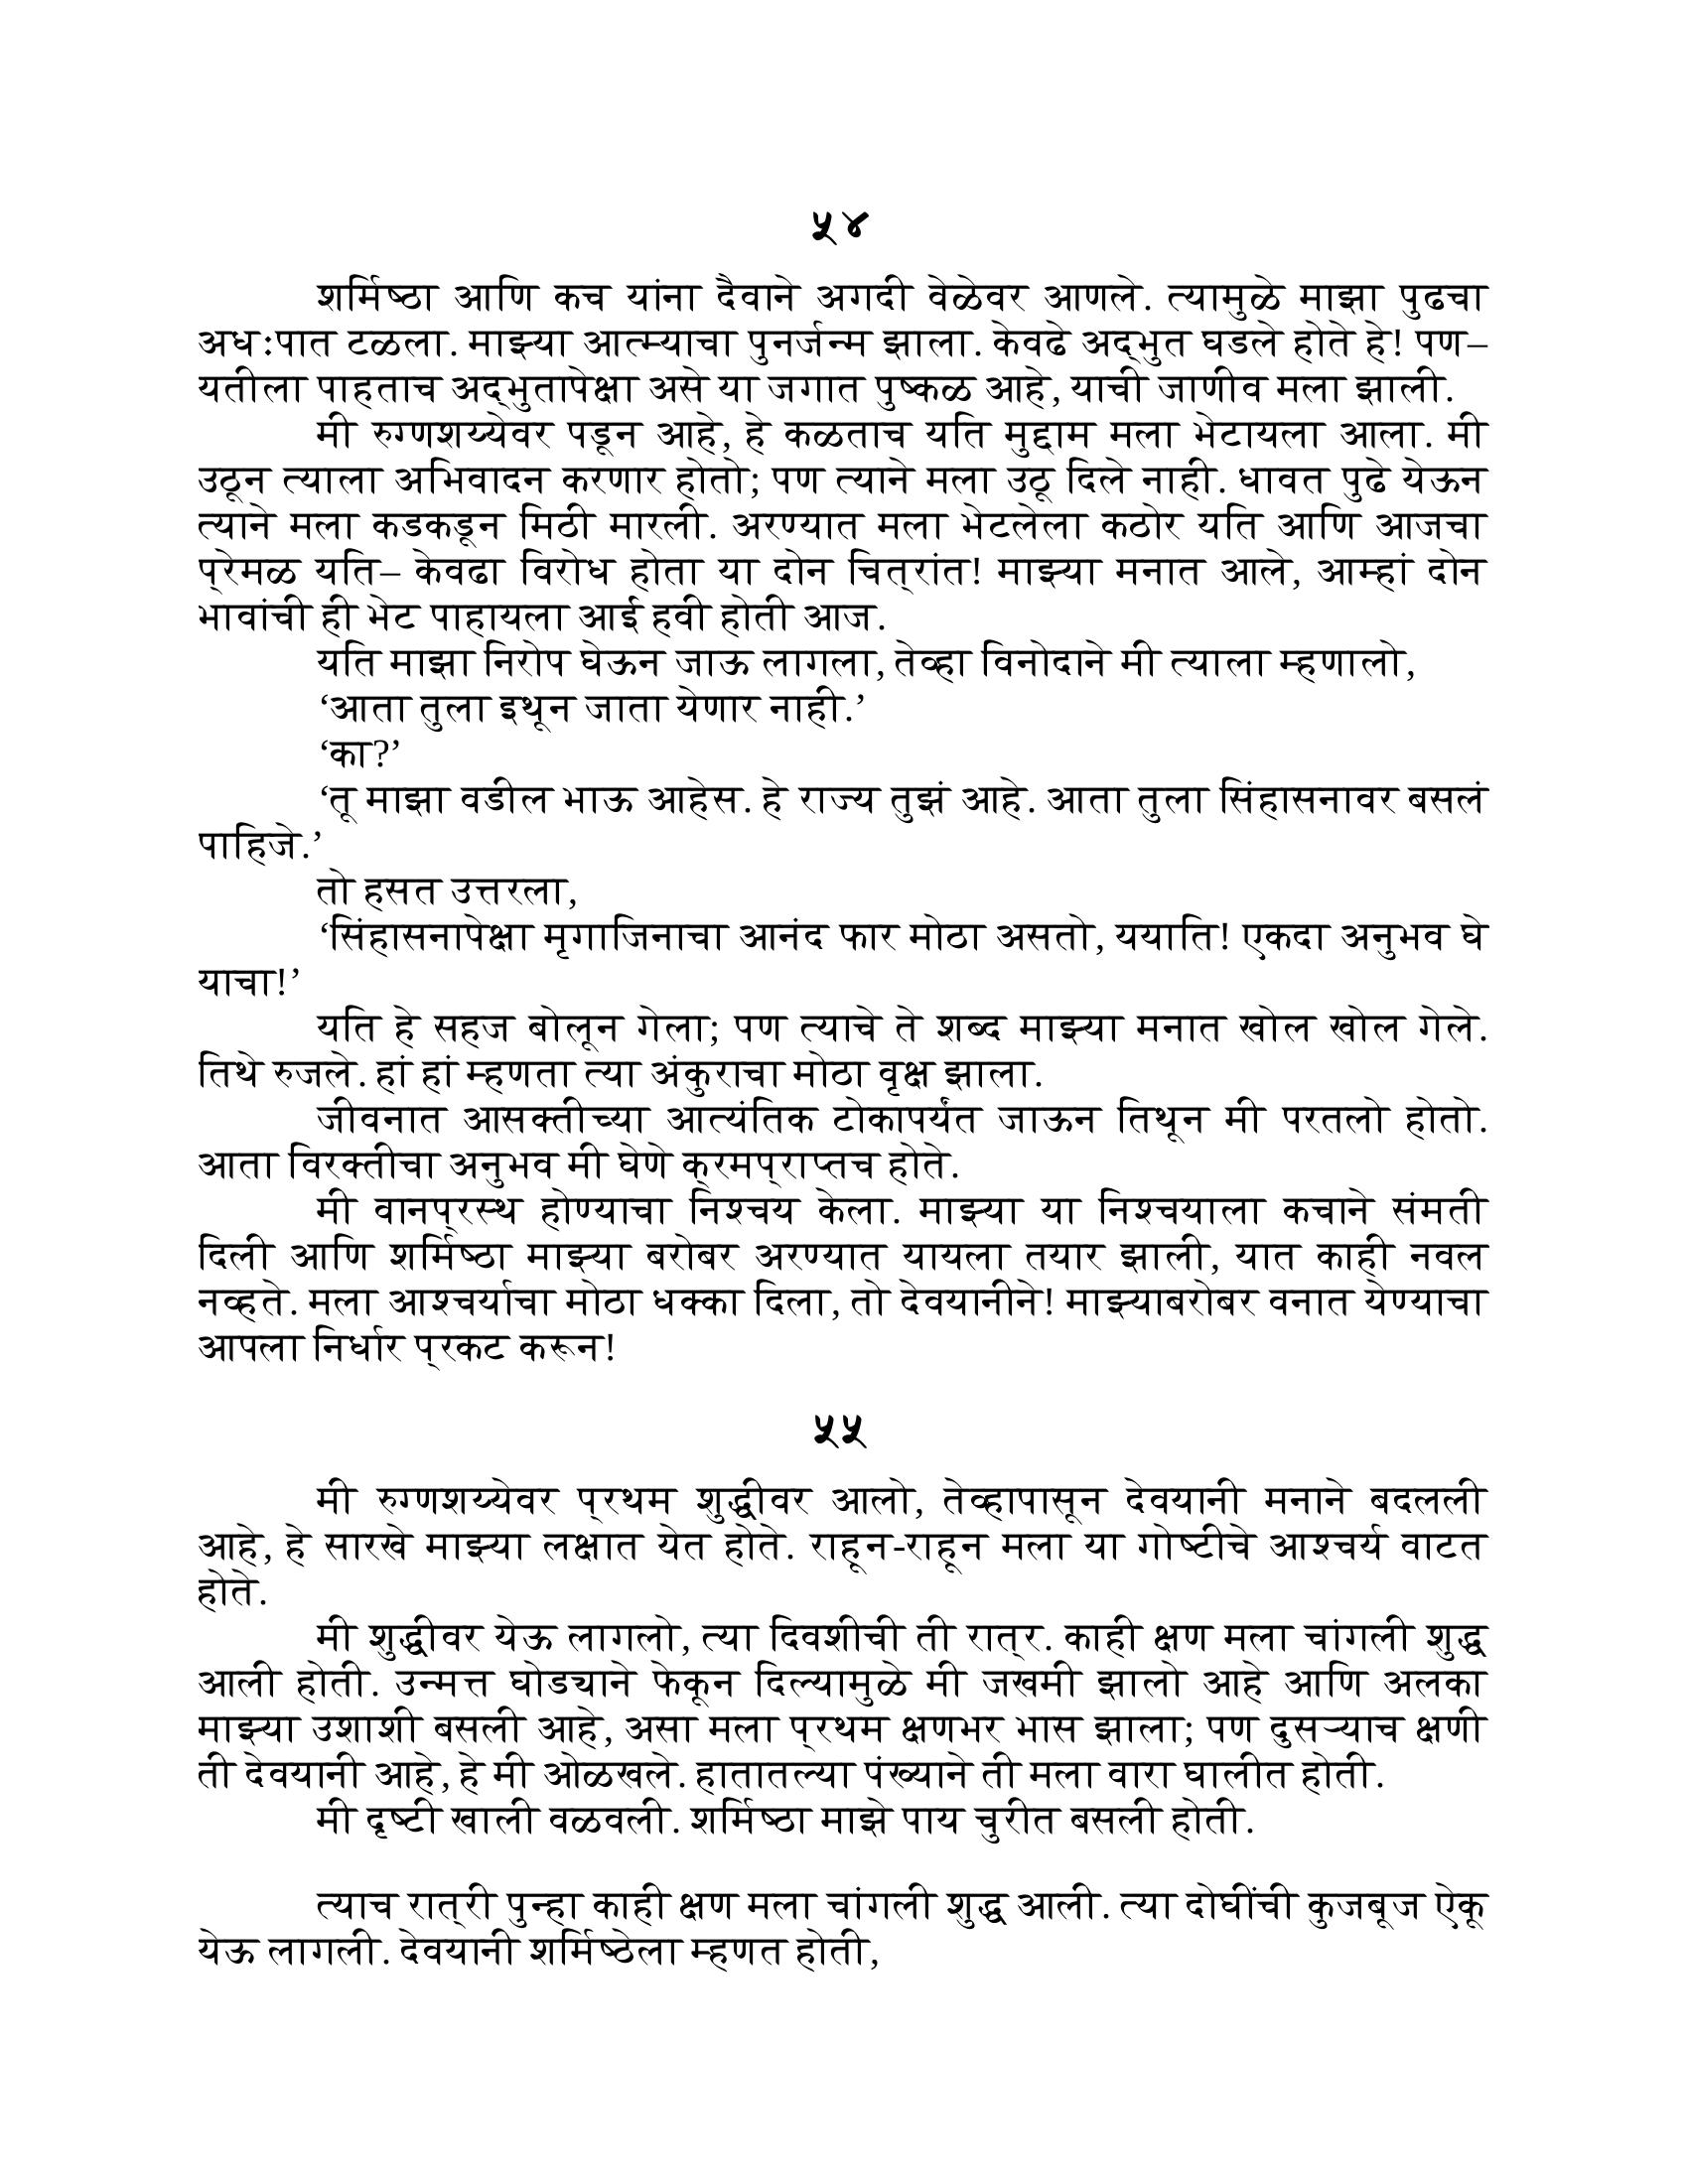 ५४
शर्मिष्ठा आणि कच यांना दैवाने अगदी वेळेवर आणले. त्यामुळे माझा पुढचा
अधःपात टळला. माझ्या आत्म्याचा पुनर्जन्म झाला. केवढे अद्‌भुत घडले होते हे! पण–
यतीला पाहताच अद्‌भुतापेक्षा असे या जगात पुष्कळ आहे, याची जाणीव मला झाली.
मी रुग्णशय्येवर पडून आहे, हे कळताच यति मुद्दाम मला भेटायला आला. मी
उठून त्याला अभिवादन करणार होतो; पण त्याने मला उठू दिले नाही. धावत पुढे येऊन
त्याने मला कडकडून मिठी मारली. अरण्यात मला भेटलेला कठोर यति आणि आजचा
प्रेमळ यति– केवढा विरोध होता या दोन चित्रांत! माझ्या मनात आले, आम्हां दोन
भावांची ही भेट पाहायला आई हवी होती आज.
यति माझा निरोप घेऊन जाऊ लागला, तेव्हा विनोदाने मी त्याला म्हणालो,
‘आता तुला इथून जाता येणार नाही.’
‘का?’
‘तू माझा वडील भाऊ आहेस. हे राज्य तुझं आहे. आता तुला सिंहासनावर बसलं
पाहिजे.’
तो हसत उत्तरला,
‘सिंहासनापेक्षा मृगाजिनाचा आनंद फार मोठा असतो, ययाति! एकदा अनुभव घे
याचा!’
यति हे सहज बोलून गेला; पण त्याचे ते शब्द माझ्या मनात खोल खोल गेले.
तिथे रुजले. हां हां म्हणता त्या अंकुराचा मोठा वृक्ष झाला.
जीवनात आसक्तीच्या आत्यंतिक टोकापर्यंत जाऊन तिथून मी परतलो होतो.
आता विरक्तीचा अनुभव मी घेणे क्रमप्राप्तच होते.
मी वानप्रस्थ होण्याचा निश्चय केला. माझ्या या निश्चयाला कचाने संमती
दिली आणि शर्मिष्ठा माझ्या बरोबर अरण्यात यायला तयार झाली, यात काही नवल
नव्हते. मला आश्चर्याचा मोठा धक्का दिला, तो देवयानीने! माझ्याबरोबर वनात येण्याचा
आपला निर्धार प्रकट करून!
५५
मी रुग्णशय्येवर प्रथम शुद्धीवर आलो, तेव्हापासून देवयानी मनाने बदलली
आहे, हे सारखे माझ्या लक्षात येत होते. राहून-राहून मला या गोष्टीचे आश्चर्य वाटत
होते.
मी शुद्धीवर येऊ लागलो, त्या दिवशीची ती रात्र. काही क्षण मला चांगली शुद्ध
आली होती. उन्मत्त घोड्याने फेकून दिल्यामुळे मी जखमी झालो आहे आणि अलका
माझ्या उशाशी बसली आहे, असा मला प्रथम क्षणभर भास झाला; पण दुसऱ्याच क्षणी
ती देवयानी आहे, हे मी ओळखले. हातातल्या पंख्याने ती मला वारा घालीत होती.
मी दृष्टी खाली वळवली. शर्मिष्ठा माझे पाय चुरीत बसली होती.
त्याच रात्री पुन्हा काही क्षण मला चांगली शुद्ध आली. त्या दोघींची कुजबूज ऐकू
येऊ लागली. देवयानी शर्मिष्ठेला म्हणत होती,